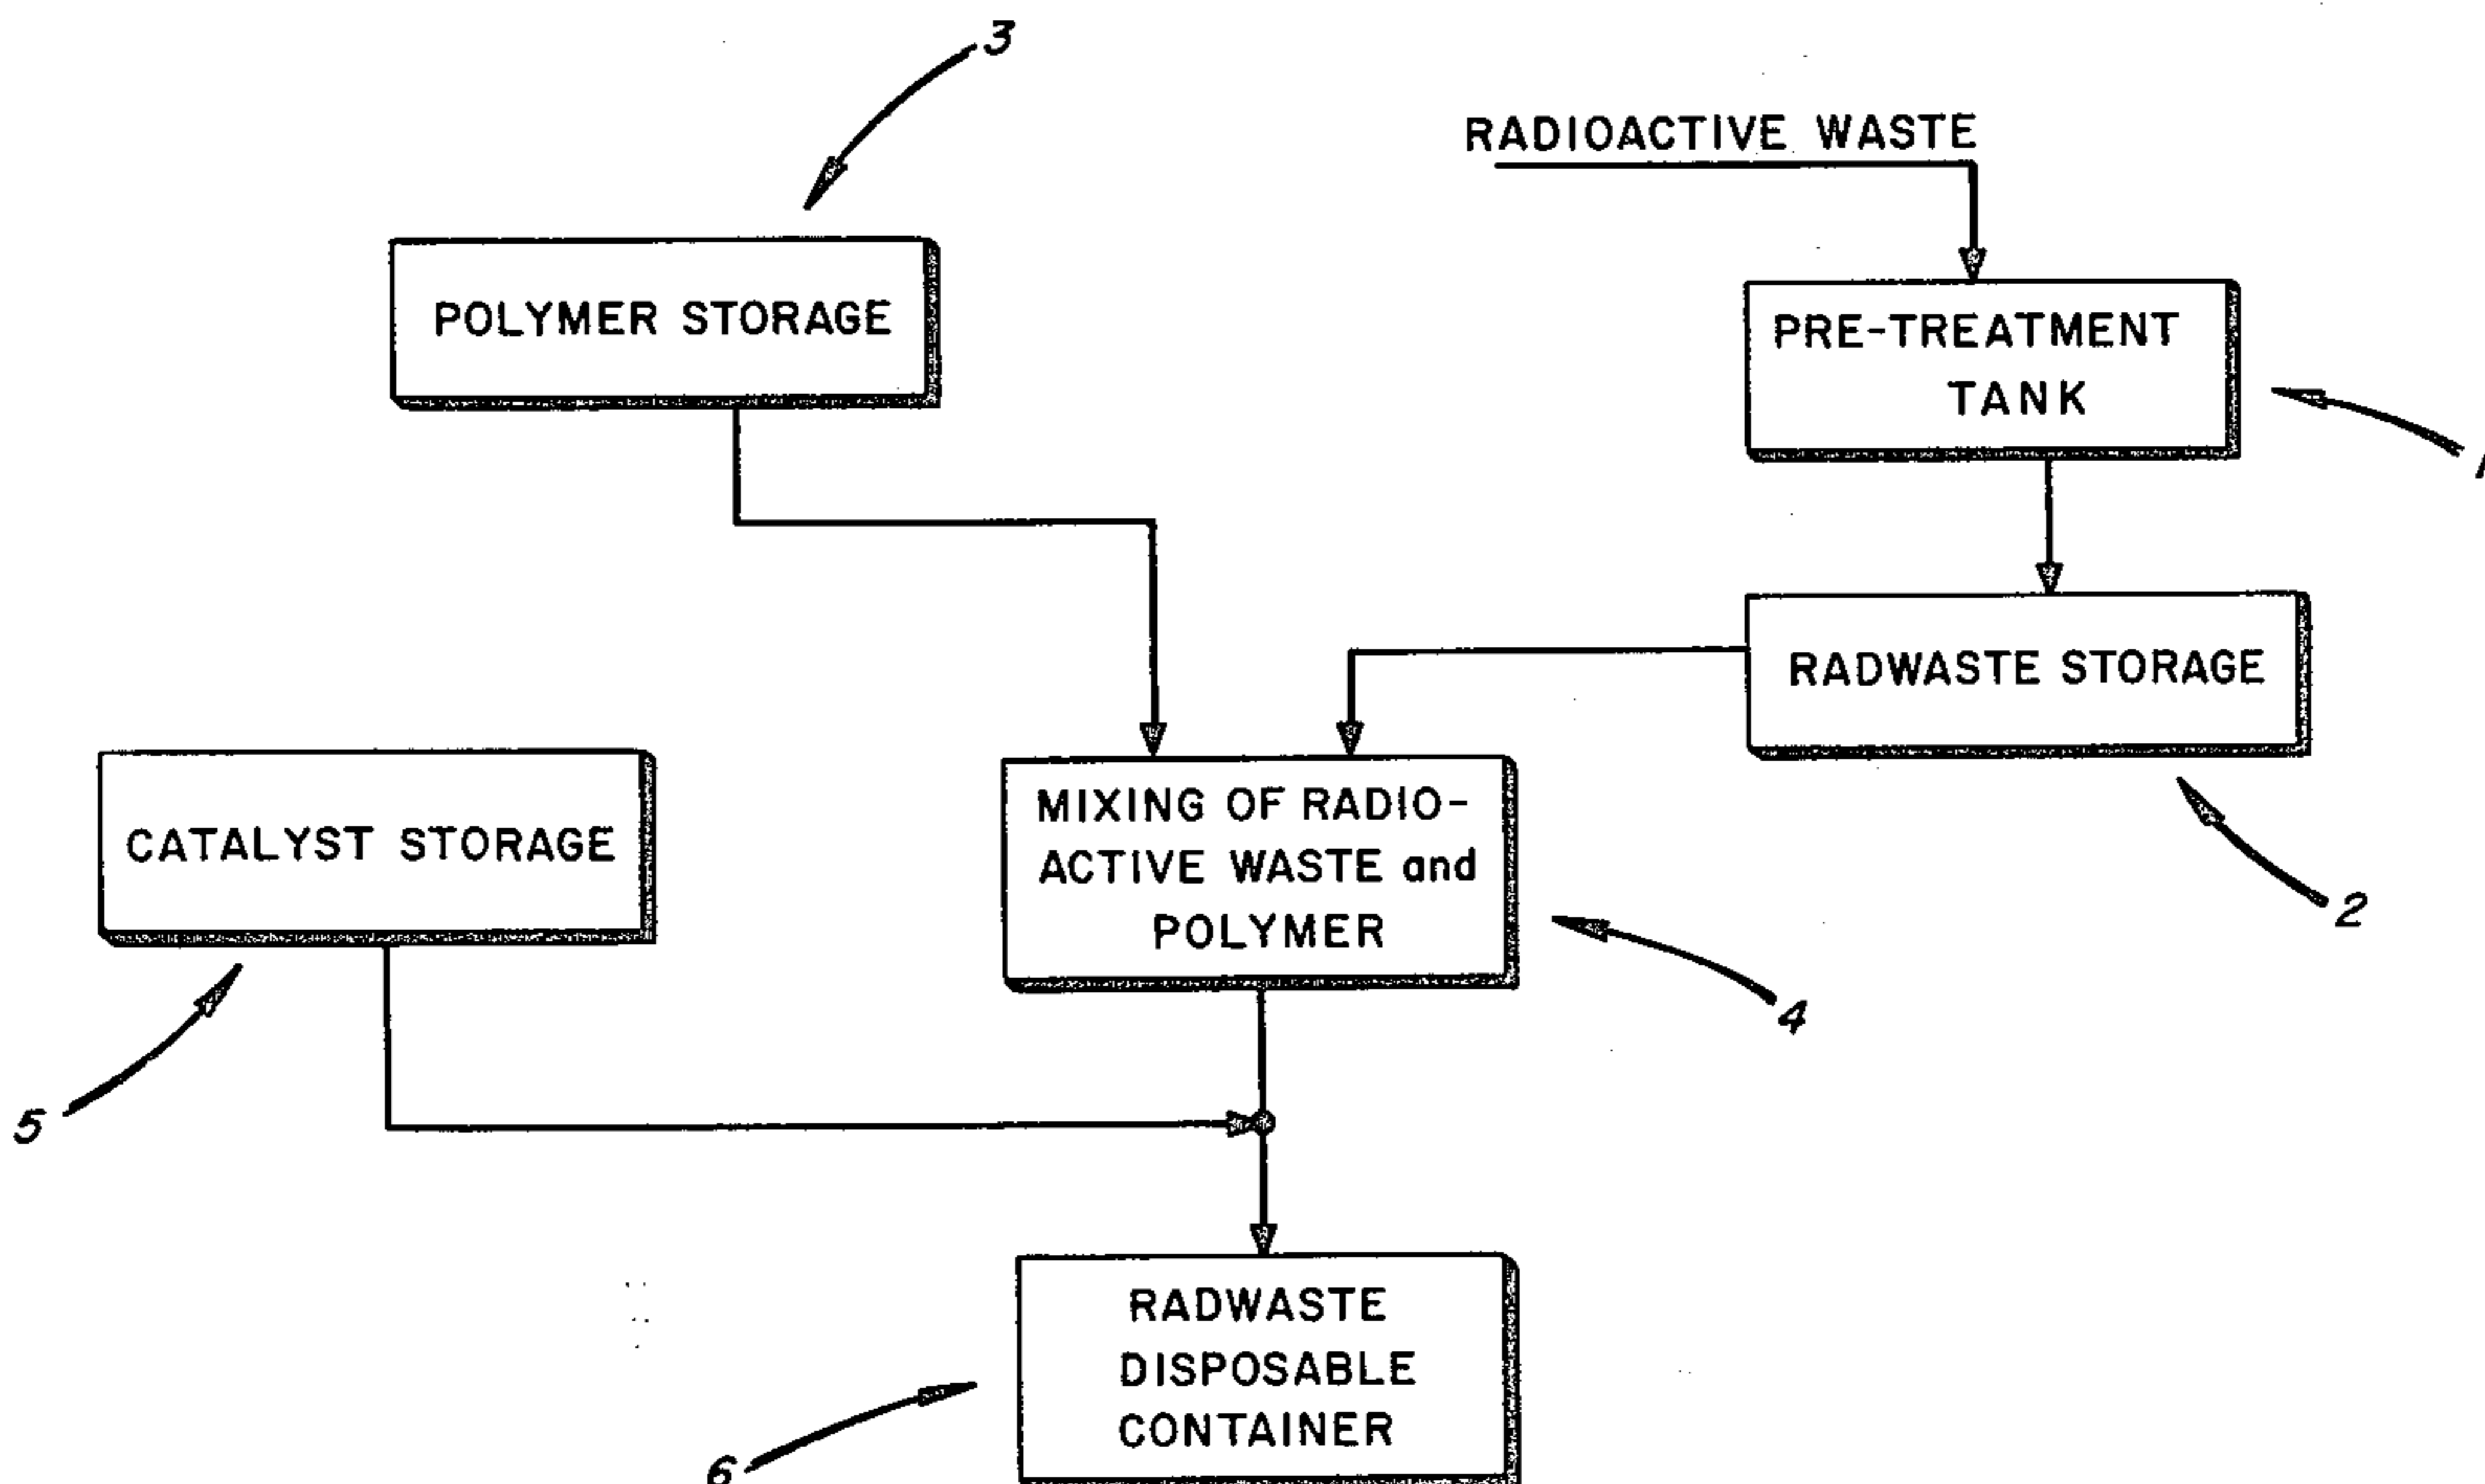 3
RADIOACTIVE WASTE
POLYMER STORAGE
PRE-TREATMENT
TANK
1
RADWASTE STORAGE
2
CATALYST STORAGE
MIXING OF RADIO-
ACTIVE WASTE and
POLYMER
4
5
RADWASTE
DISPOSABLE
CONTAINER
6